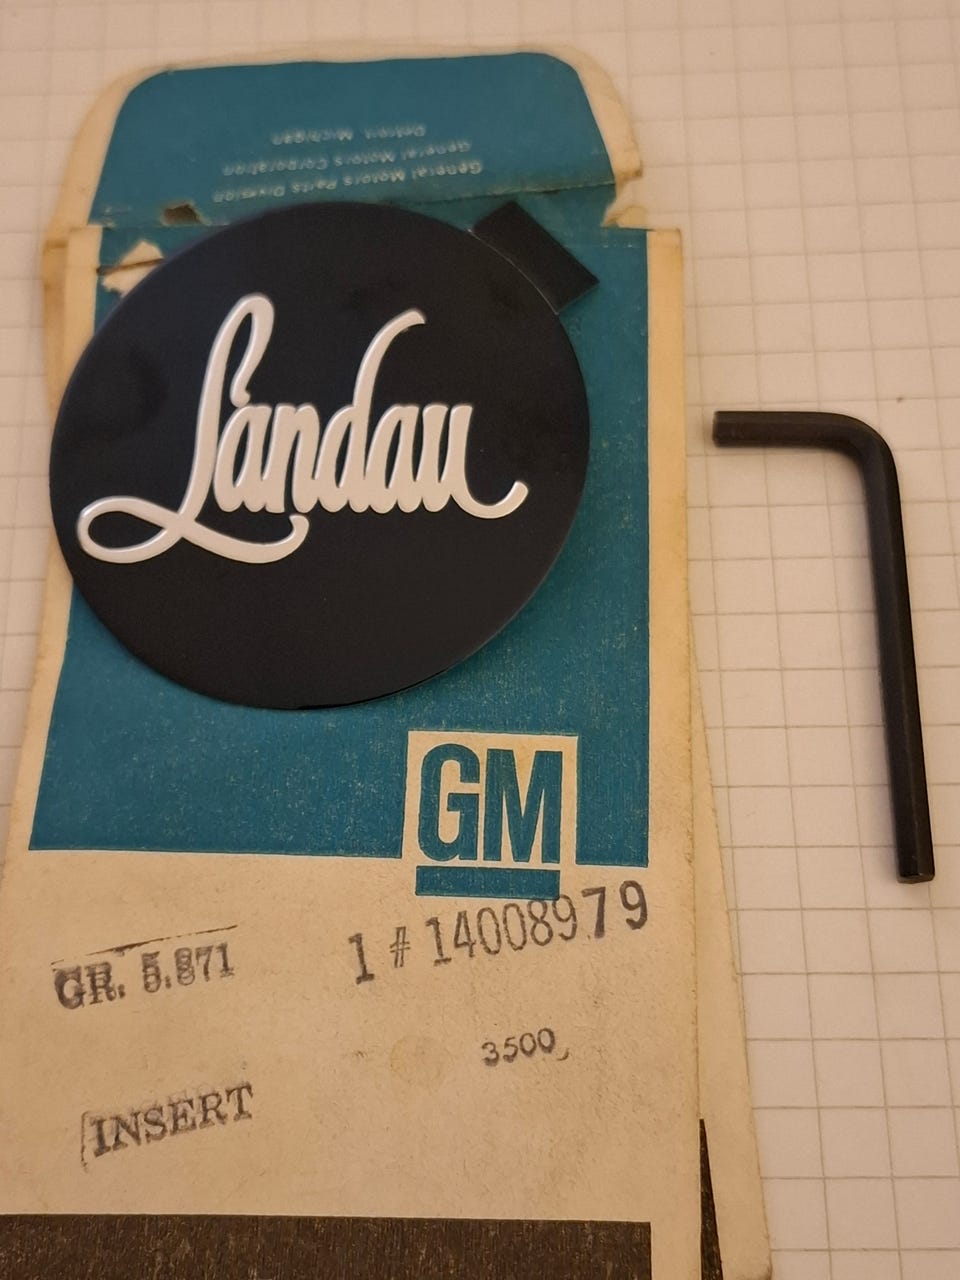 General Motors Parts Division
General Motors Corporation
Detroit, Michigan
Landau
GM
1 # 14008979
GR. 5.871
3500
INSERT